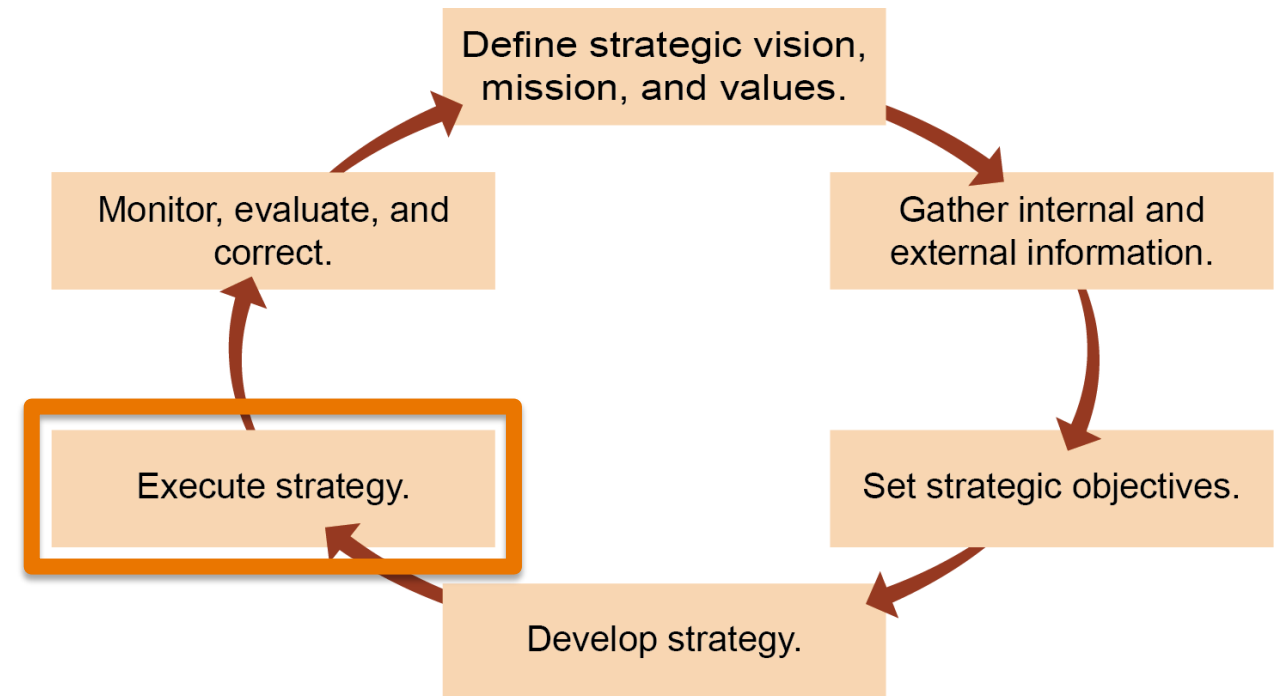 Define strategic vision,
mission, and values.
Gather internal and
external information.
Set strategic objectives.
Develop strategy.
Execute strategy.
Monitor, evaluate, and
correct.